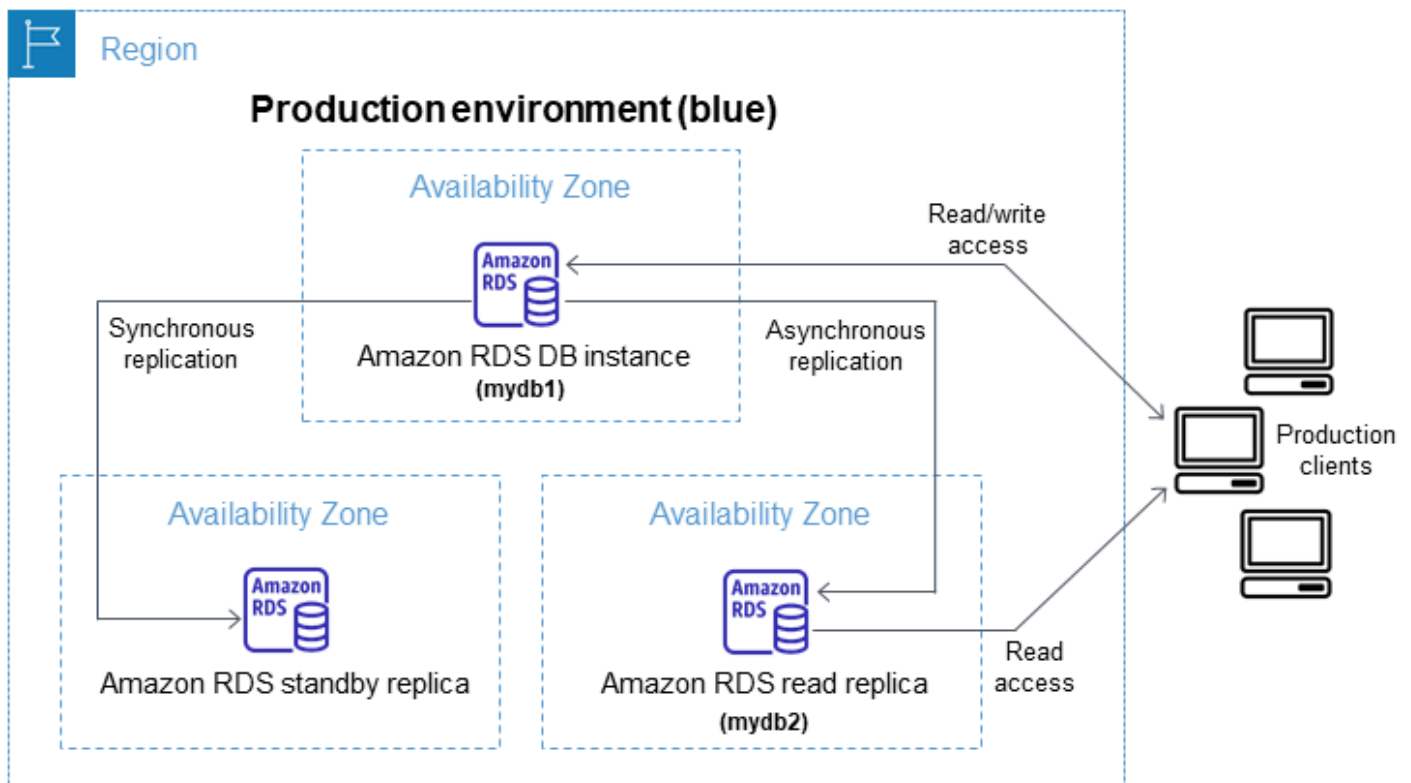 Region
Production environment (blue)
Availability Zone
Amazon
RDS
Amazon RDS DB instance
(mydb1)
Read/write
access
Synchronous
replication
Asynchronous
replication
Production
clients
Availability Zone
Amazon
RDS
Amazon RDS standby replica
Availability Zone
Amazon
RDS
Amazon RDS read replica
(mydb2)
Read
access